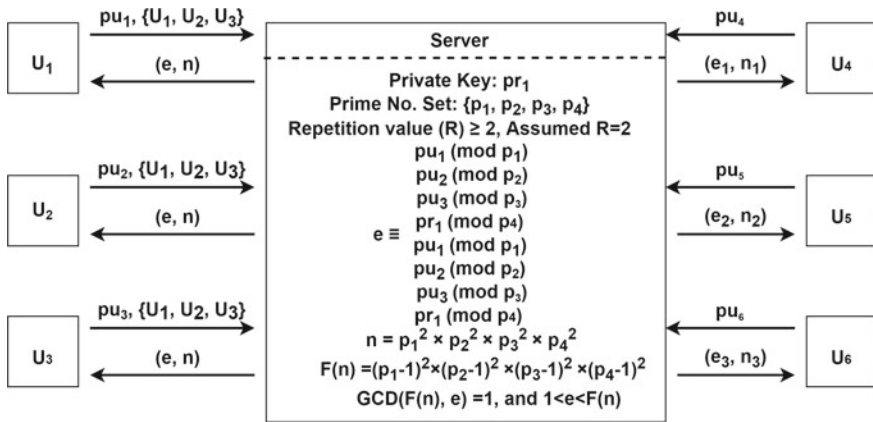 pu₁, {U₁, U₂, U₃}
U₁
(e, n)
pu₂, {U₁, U₂, U₃}
U₂
(e, n)
pu₃, {U₁, U₂, U₃}
U₃
(e, n)
Server
Private Key: pr₁
Prime No. Set: {p₁, p₂, p₃, p₄}
Repetition value (R) ≥ 2, Assumed R=2
pu₁ (mod p₁)
pu₂ (mod p₂)
pu₃ (mod p₃)
pr₁ (mod p₄)
e ≡
pu₁ (mod p₁)
pu₂ (mod p₂)
pu₃ (mod p₃)
pr₁ (mod p₄)
n = p₁² × p₂² × p₃² × p₄²
F(n) =(p₁-1)²×(p₂-1)² ×(p₃-1)² ×(p₄-1)²
GCD(F(n), e) =1, and 1<e<F(n)
pu₄
U₄
(e₁, n₁)
pu₅
U₅
(e₂, n₂)
pu₆
U₆
(e₃, n₃)